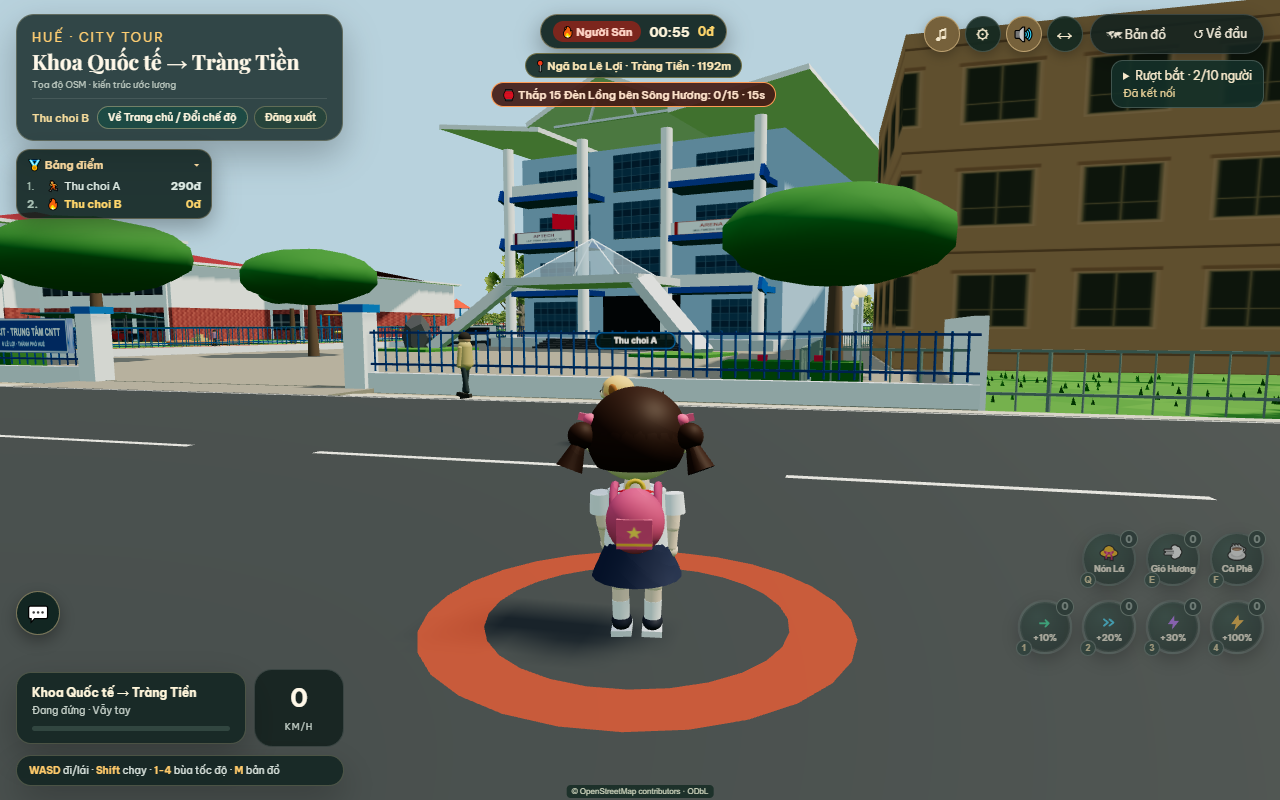 HUẾ · CITY TOUR
Khoa Quốc tế → Tràng Tiền
Tọa độ OSM · kiến trúc ước lượng
Thu choi B
Về Trang chủ / Đổi chế độ
Đăng xuất
Bảng điểm
1. Thu choi A 290đ
2. Thu choi B 0đ
Người Săn 00:55 0đ
Ngã ba Lê Lợi · Tràng Tiền · 1192m
Thắp 15 Đèn Lồng bên Sông Hương: 0/15 · 15s
Bản đồ
↺ Về đầu
▸ Rượt bắt · 2/10 người
Đã kết nối
APTECH
TRUNG TÂM CNTT
Thu choi A
0
Nón Lá
Q
0
Gió Hương
E
0
Cà Phê
F
0
+10%
1
0
+20%
2
0
+30%
3
0
+100%
4
Khoa Quốc tế → Tràng Tiền
Đang đứng · Vẫy tay
0
KM/H
WASD đi/lái · Shift chạy · 1-4 bùa tốc độ · M bản đồ
© OpenStreetMap contributors · ODbL